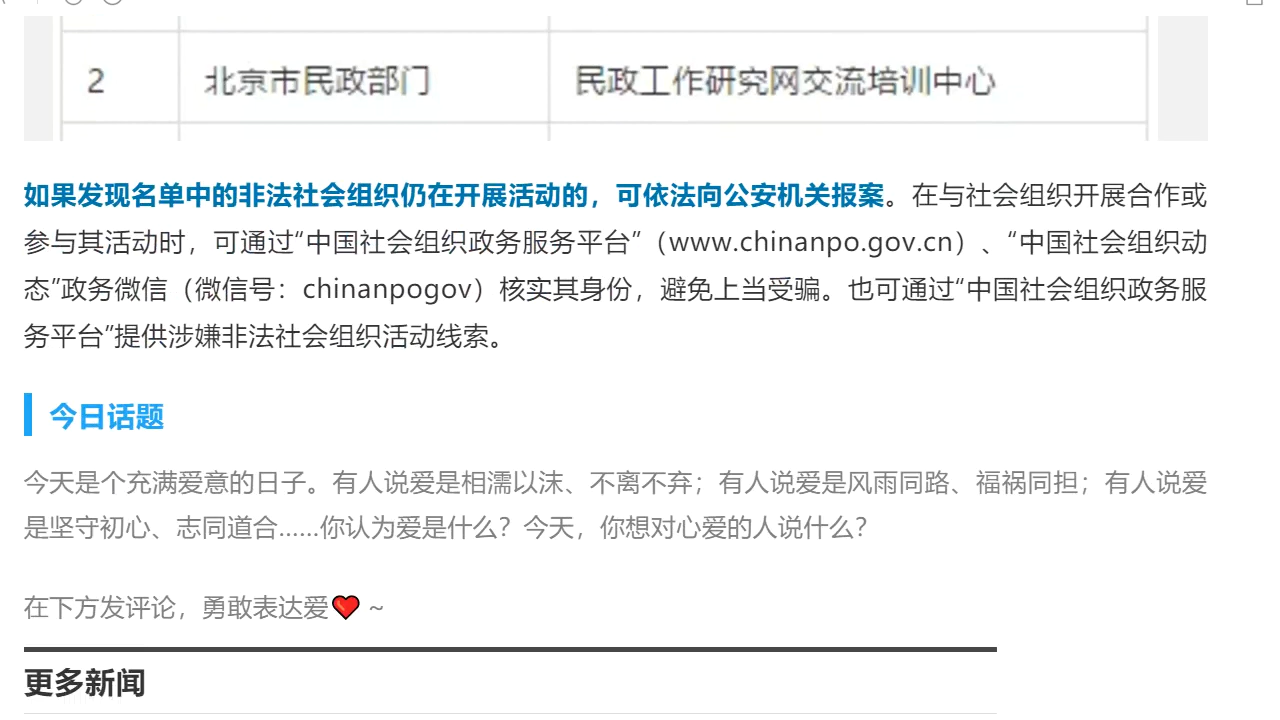 2 北京市民政部门 民政工作研究网交流培训中心
如果发现名单中的非法社会组织仍在开展活动的，可依法向公安机关报案。在与社会组织开展合作或
参与其活动时，可通过“中国社会组织政务服务平台”（www.chinanpo.gov.cn）、“中国社会组织动
态”政务微信（微信号：chinanpogov）核实其身份，避免上当受骗。也可通过“中国社会组织政务服
务平台”提供涉嫌非法社会组织活动线索。
今日话题
今天是个充满爱意的日子。有人说爱是相濡以沫、不离不弃；有人说爱是风雨同路、福祸同担；有人说爱
是坚守初心、志同道合……你认为爱是什么？今天，你想对心爱的人说什么？
在下方发评论，勇敢表达爱❤️ ~
更多新闻